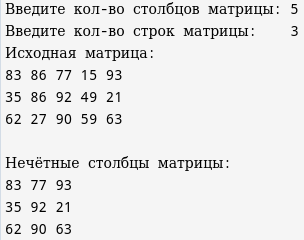 Введите кол-во столбцов матрицы: 5
Введите кол-во строк матрицы:    3
Исходная матрица:
83 86 77 15 93
35 86 92 49 21
62 27 90 59 63

Нечётные столбцы матрицы:
83 77 93
35 92 21
62 90 63